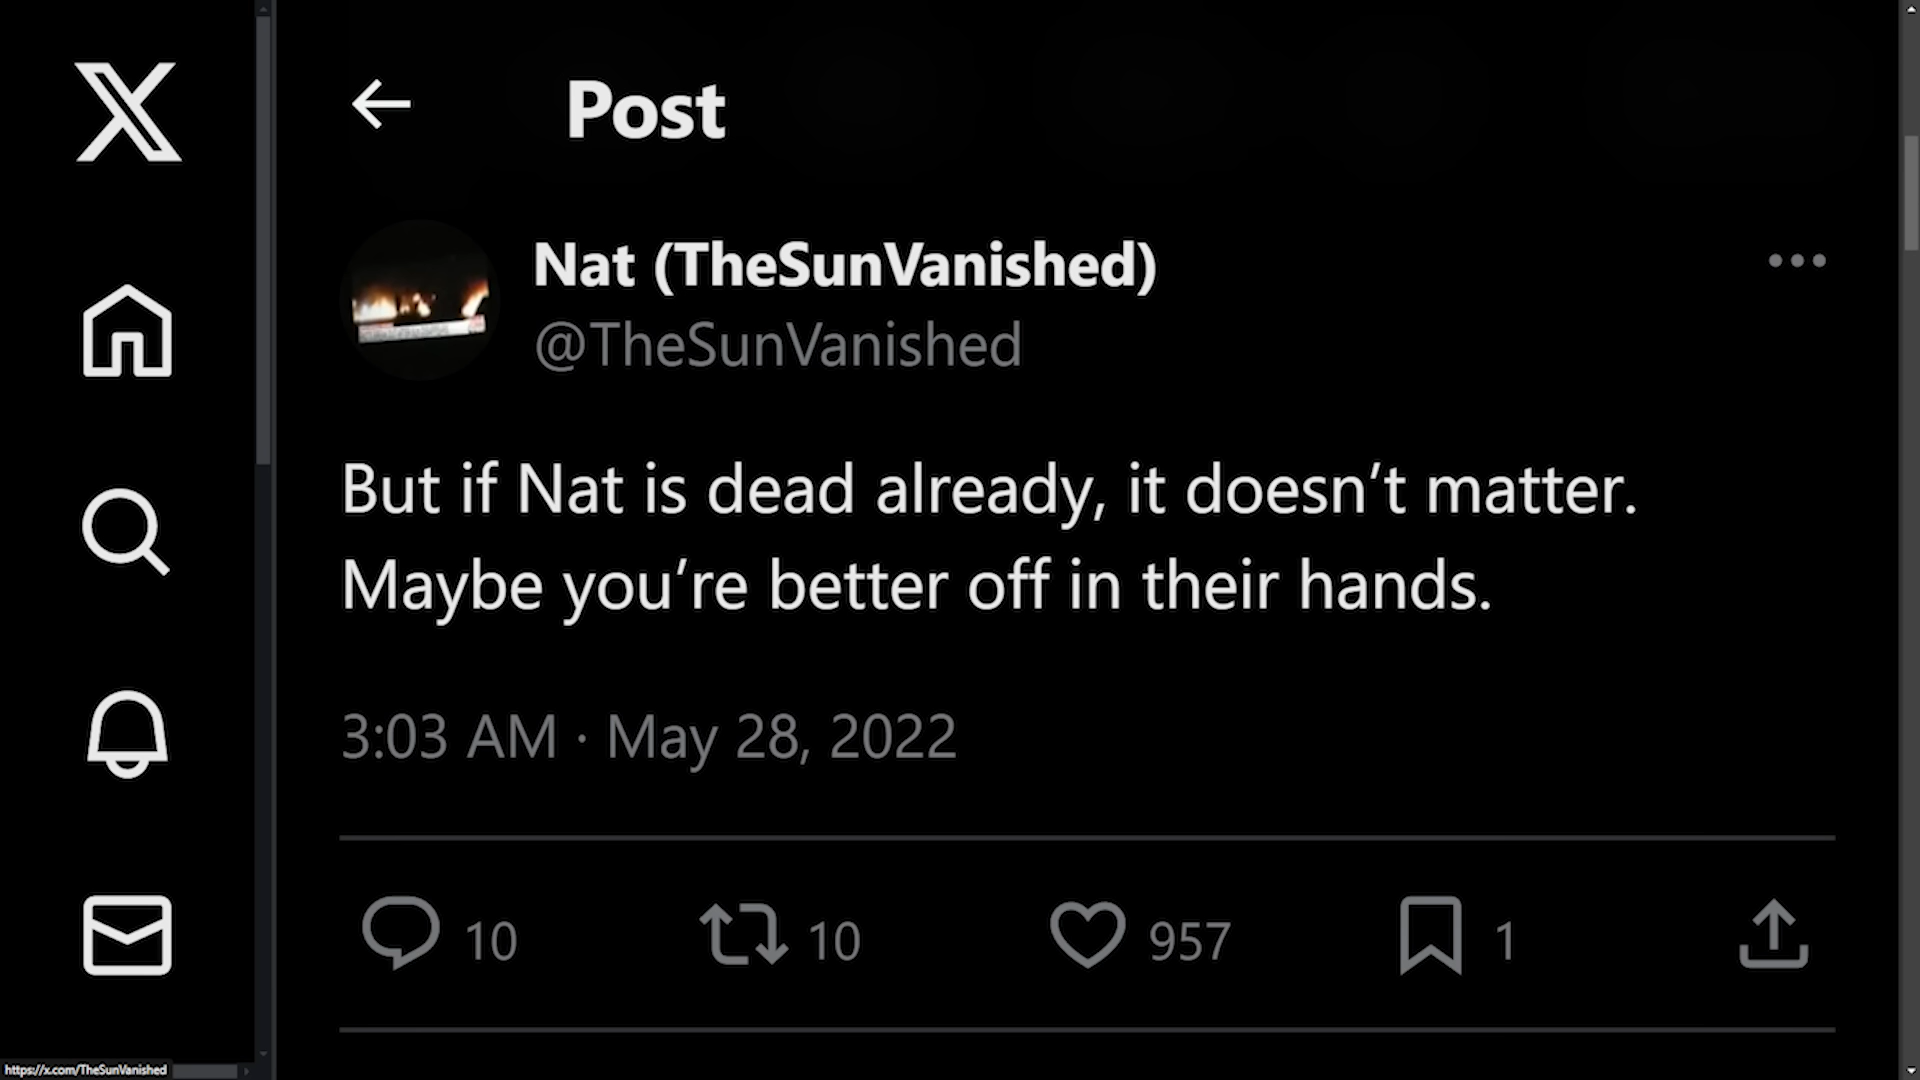 Post
Nat (TheSunVanished)
@TheSunVanished
But if Nat is dead already, it doesn’t matter.
Maybe you’re better off in their hands.
3:03 AM · May 28, 2022
10 10 957 1
https://x.com/TheSunVanished